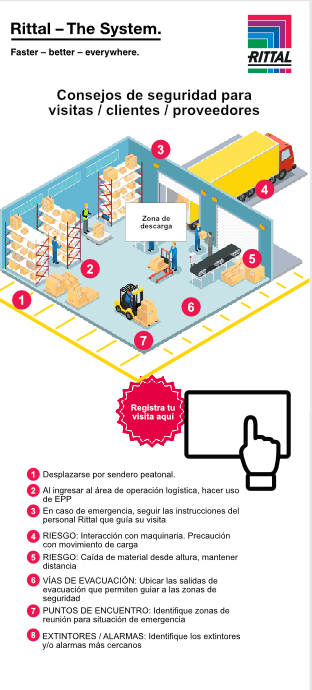 Rittal – The System.
Faster – better – everywhere.
RITTAL
Consejos de seguridad para
visitas / clientes / proveedores
3
4
Zona de
descarga
5
2
1
6
7
Registra tu
visita aquí
1 Desplazarse por sendero peatonal.
2 Al ingresar al área de operación logística, hacer uso
de EPP
3 En caso de emergencia, seguir las instrucciones del
personal Rittal que guía su visita
4 RIESGO: Interacción con maquinaria. Precaución
con movimiento de carga
5 RIESGO: Caída de material desde altura, mantener
distancia
6 VÍAS DE EVACUACIÓN: Ubicar las salidas de
evacuación que permiten guiar a las zonas de
seguridad
7 PUNTOS DE ENCUENTRO: Identifique zonas de
reunión para situación de emergencia
8 EXTINTORES / ALARMAS: Identifique los extintores
y/o alarmas más cercanos